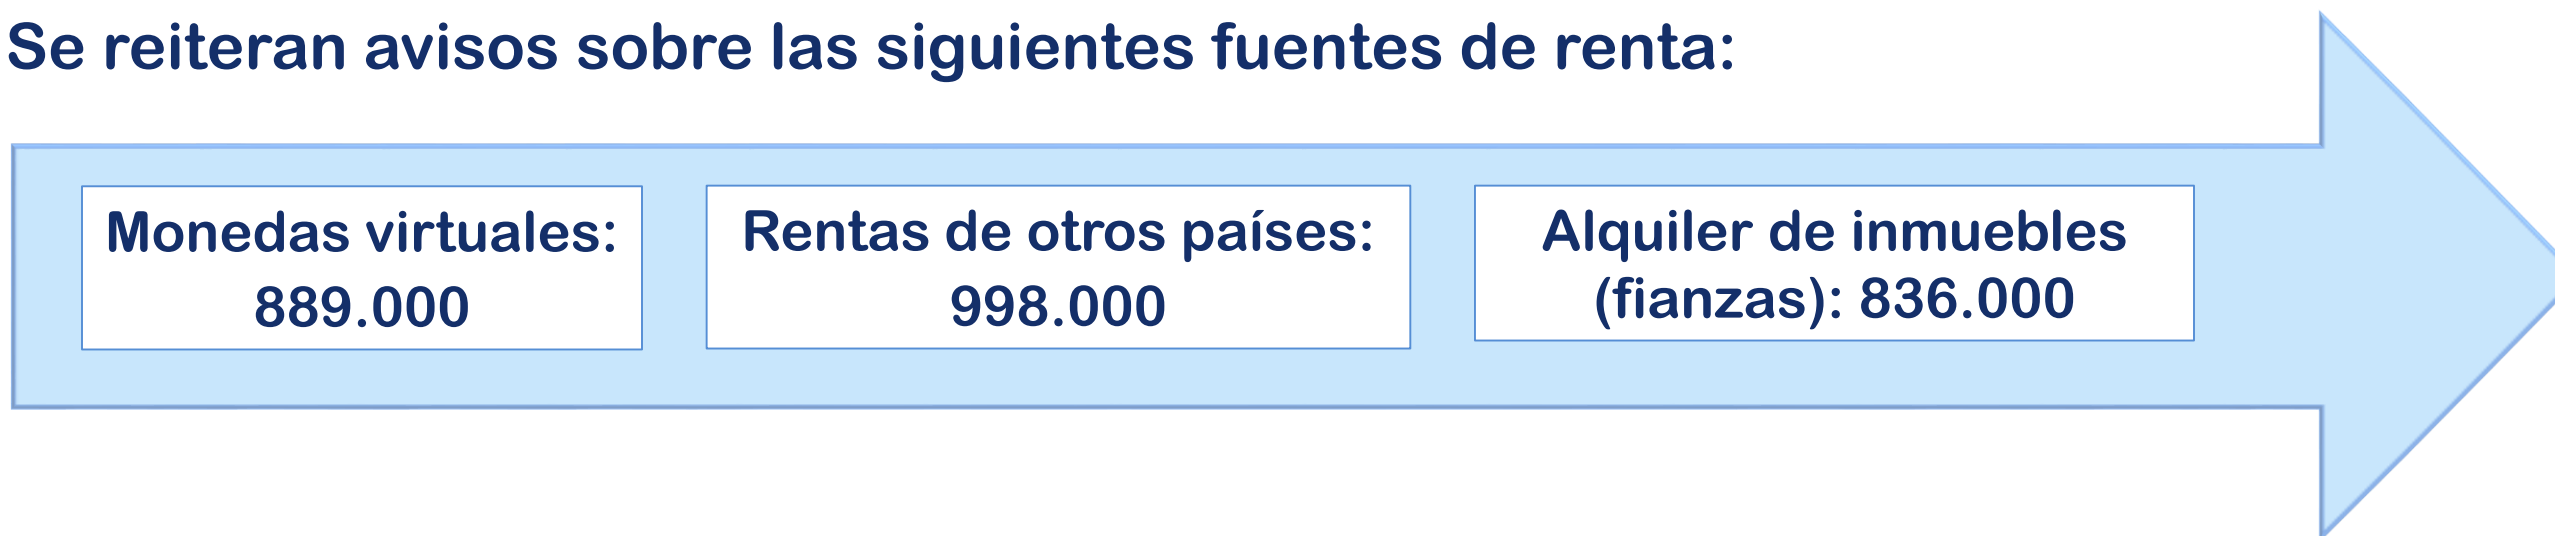 Se reiteran avisos sobre las siguientes fuentes de renta:
Monedas virtuales:
889.000
Rentas de otros países:
998.000
Alquiler de inmuebles
(fianzas): 836.000